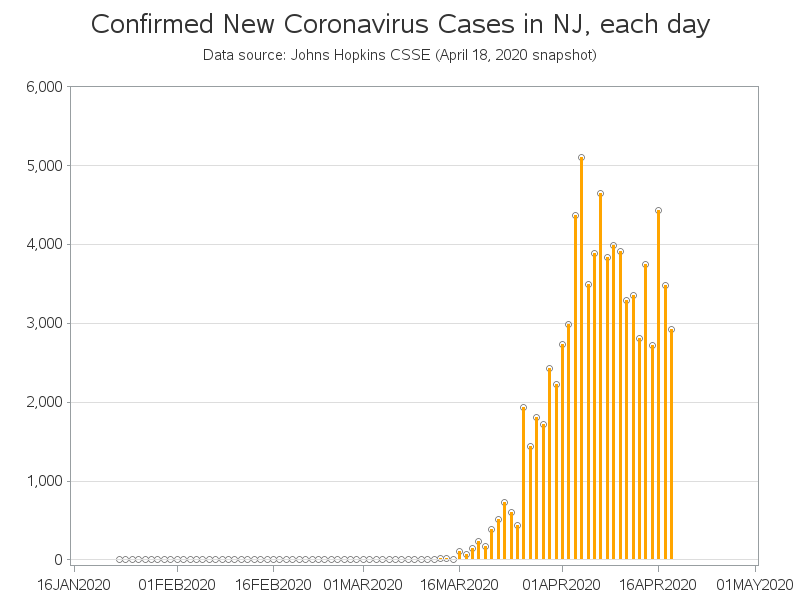 Confirmed New Coronavirus Cases in NJ, each day
Data source: Johns Hopkins CSSE (April 18, 2020 snapshot)
6,000
5,000
4,000
3,000
2,000
1,000
0
16JAN2020 01FEB2020 16FEB2020 01MAR2020 16MAR2020 01APR2020 16APR2020 01MAY2020